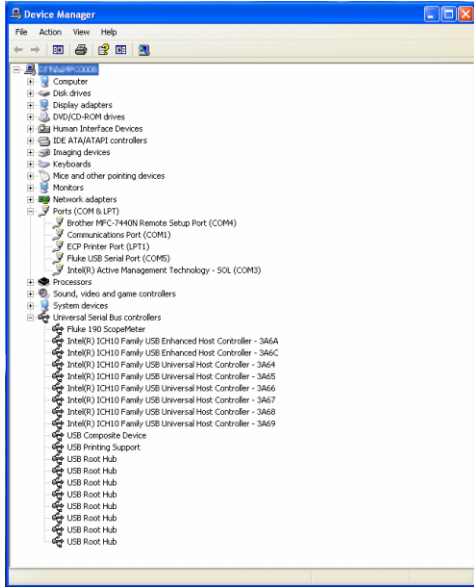 Device Manager
File Action View Help
Computer
Disk drives
Display adapters
DVD/CD-ROM drives
Human Interface Devices
IDE ATA/ATAPI controllers
Imaging devices
Keyboards
Mice and other pointing devices
Monitors
Network adapters
Ports (COM & LPT)
Brother MFC-7440N Remote Setup Port (COM4)
Communications Port (COM1)
ECP Printer Port (LPT1)
Fluke USB Serial Port (COM5)
Intel(R) Active Management Technology - SOL (COM3)
Processors
Sound, video and game controllers
System devices
Universal Serial Bus controllers
Fluke 190 ScopeMeter
Intel(R) ICH10 Family USB Enhanced Host Controller - 3A6A
Intel(R) ICH10 Family USB Enhanced Host Controller - 3A6C
Intel(R) ICH10 Family USB Universal Host Controller - 3A64
Intel(R) ICH10 Family USB Universal Host Controller - 3A65
Intel(R) ICH10 Family USB Universal Host Controller - 3A66
Intel(R) ICH10 Family USB Universal Host Controller - 3A67
Intel(R) ICH10 Family USB Universal Host Controller - 3A68
Intel(R) ICH10 Family USB Universal Host Controller - 3A69
USB Composite Device
USB Printing Support
USB Root Hub
USB Root Hub
USB Root Hub
USB Root Hub
USB Root Hub
USB Root Hub
USB Root Hub
USB Root Hub